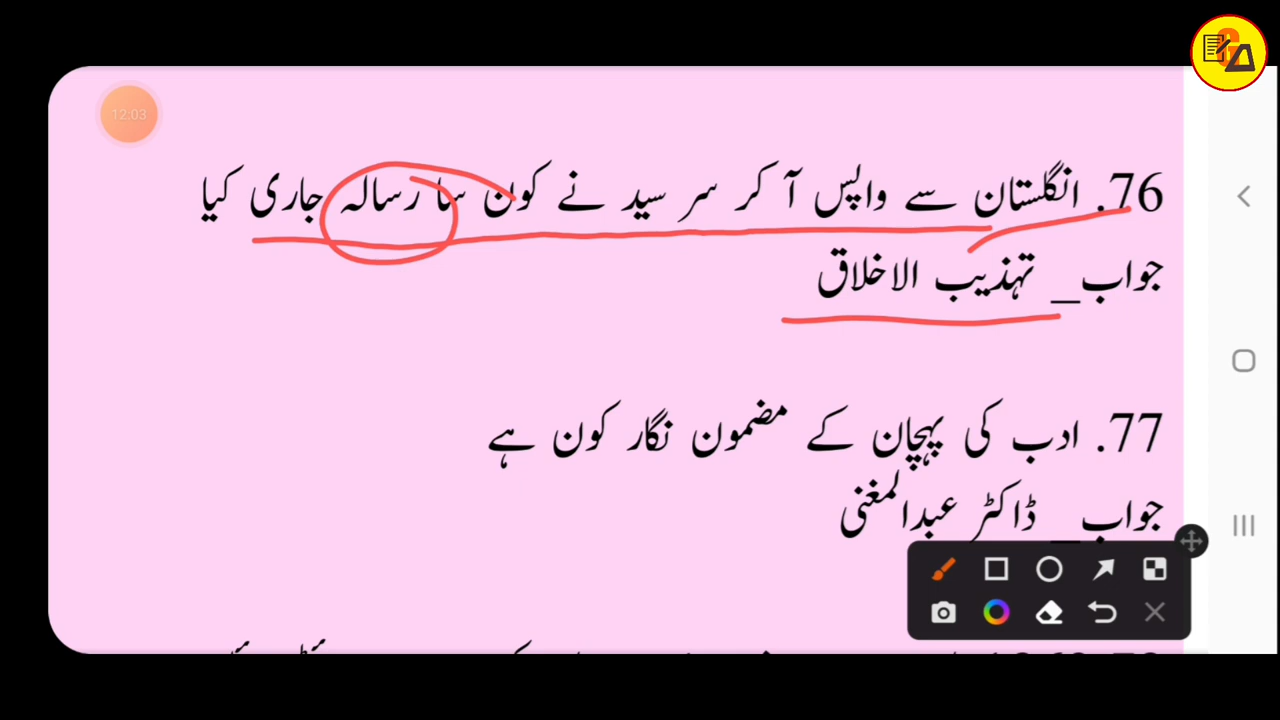 12:03
76. انگلستان سے واپس آ کر سر سید نے کون سا رسالہ جاری کیا
جواب_ تہذیب الاخلاق
77. ادب کی پہچان کے مضمون نگار کون ہے
جواب_ ڈاکٹر عبدالمغنی